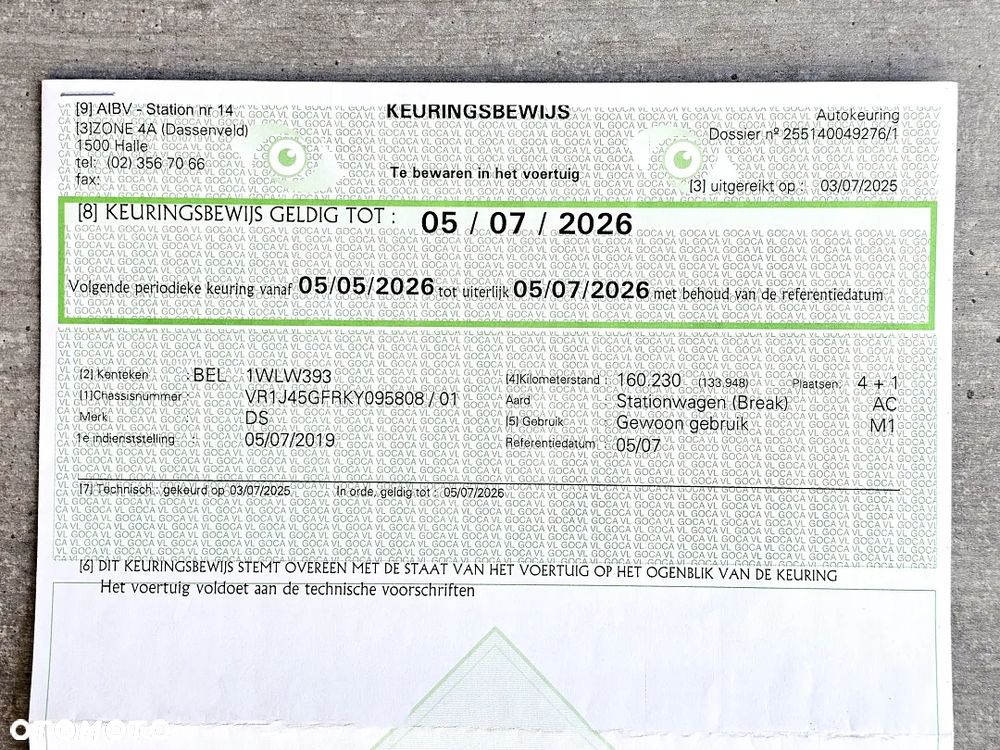 [9] AIBV - Station nr 14
KEURINGSBEWIJS
Autokeuring
[3]ZONE 4A (Dassenveld)
Dossier nº 255140049276/1
1500 Halle
tel: (02) 356 70 66
Te bewaren in het voertuig
fax:
[3] uitgereikt op : 03/07/2025
[8] KEURINGSBEWIJS GELDIG TOT : 05 / 07 / 2026
Volgende periodieke keuring vanaf 05/05/2026 tot uiterlijk 05/07/2026 met behoud van de referentiedatum
[2] Kenteken : BEL 1WLW393
[4]Kilometerstand : 160.230 (133.948) Plaatsen: 4 + 1
[1]Chassisnummer : VR1J45GFRKY095808 / 01
Aard : Stationwagen (Break) AC
Merk : DS
[5] Gebruik : Gewoon gebruik M1
1e indienststelling : 05/07/2019
Referentiedatum : 05/07
[7] Technisch gekeurd op 03/07/2025 In orde, geldig tot : 05/07/2026
[6] DIT KEURINGSBEWIJS STEMT OVEREEN MET DE STAAT VAN HET VOERTUIG OP HET OGENBLIK VAN DE KEURING
Het voertuig voldoet aan de technische voorschriften
OTOMOTO